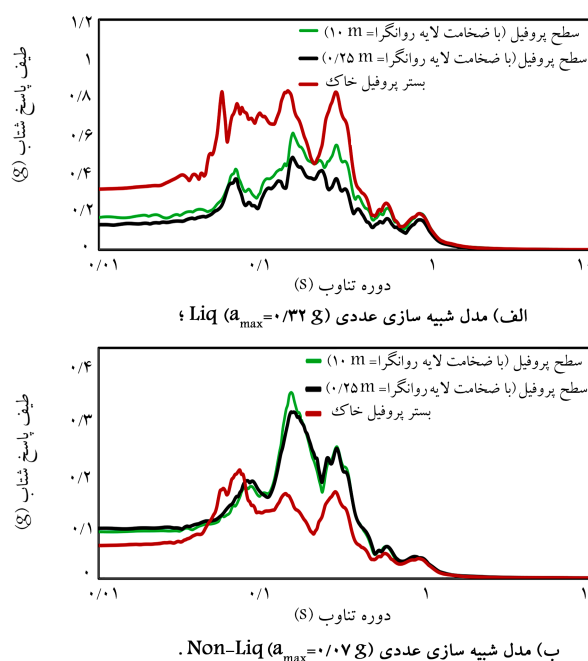 ۱/۲
۱
۰/۸
۰/۶
۰/۴
۰/۲
۰
طیف پاسخ شتاب (g)
سطح پروفیل (با ضخامت لایه روانگرا= ۱۰ m)
سطح پروفیل (با ضخامت لایه روانگرا= ۰/۲۵ m)
بستر پروفیل خاک
۰/۰۱ ۰/۱ ۱ ۱۰
دوره تناوب (s)
الف) مدل شبیه سازی عددی Liq (a_max=۰/۳۲ g) ؛
۰/۴
۰/۳
۰/۲
۰/۱
۰
طیف پاسخ شتاب (g)
سطح پروفیل (با ضخامت لایه روانگرا= ۱۰ m)
سطح پروفیل (با ضخامت لایه روانگرا= ۰/۲۵ m)
بستر پروفیل خاک
۰/۰۱ ۰/۱ ۱
دوره تناوب (s)
ب) مدل شبیه سازی عددی Non-Liq (a_max=۰/۰۷ g) .